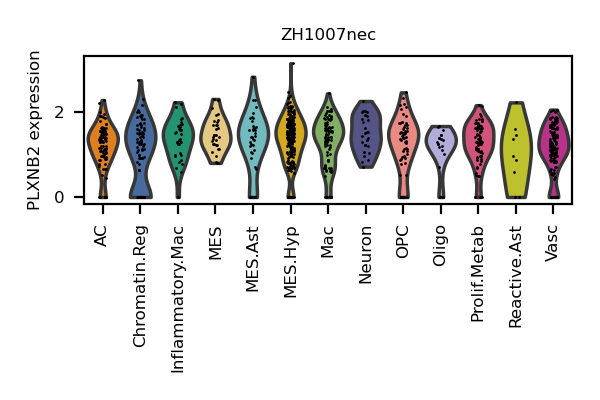 ZH1007nec
PLXNB2 expression
2
0
AC
Chromatin.Reg
Inflammatory.Mac
MES
MES.Ast
MES.Hyp
Mac
Neuron
OPC
Oligo
Prolif.Metab
Reactive.Ast
Vasc